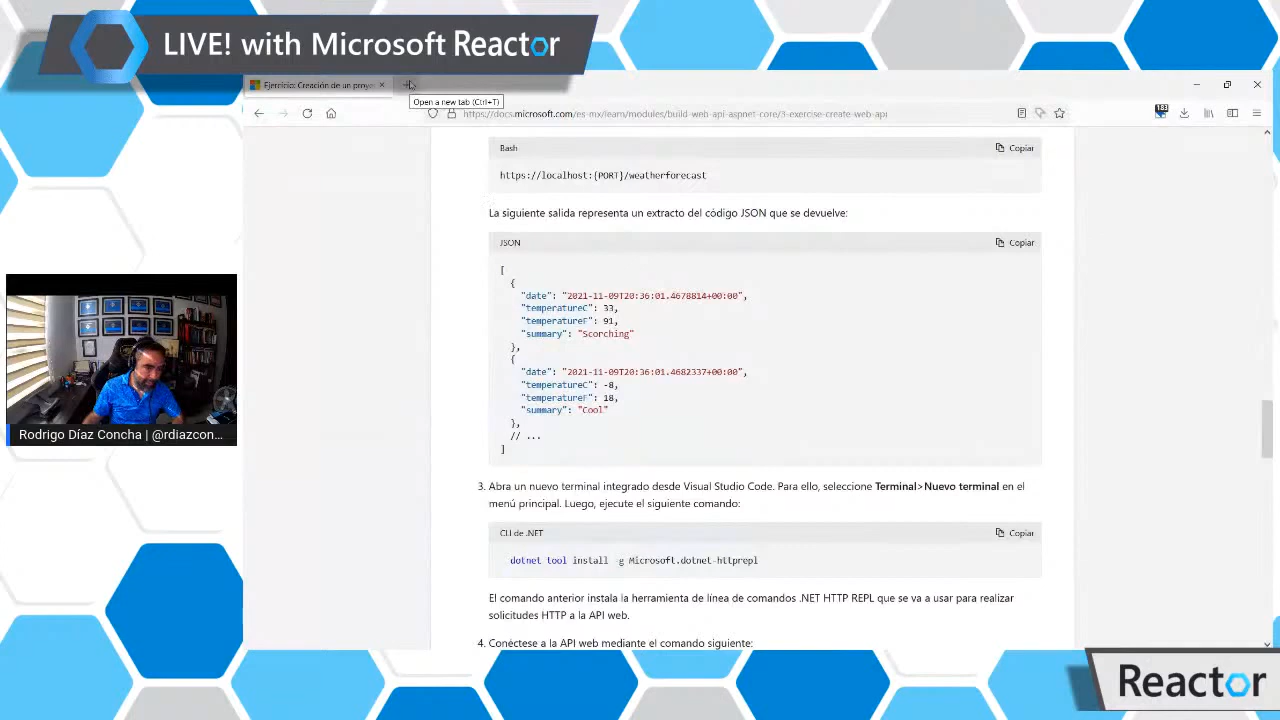 LIVE! with Microsoft Reactor
Ejercicio: Creación de un proye
Open a new tab (Ctrl+T)
https://docs.microsoft.com/es-mx/learn/modules/build-web-api-aspnet-core/3-exercise-create-web-api
183
Bash
Copiar
https://localhost:{PORT}/weatherforecast
La siguiente salida representa un extracto del código JSON que se devuelve:
JSON
Copiar
[
{
"date": "2021-11-09T20:36:01.4678814+00:00",
"temperatureC": 33,
"temperatureF": 91,
"summary": "Scorching"
},
{
"date": "2021-11-09T20:36:01.4682337+00:00",
"temperatureC": -8,
"temperatureF": 18,
"summary": "Cool"
},
// ...
]
3. Abra un nuevo terminal integrado desde Visual Studio Code. Para ello, seleccione Terminal>Nuevo terminal en el
menú principal. Luego, ejecute el siguiente comando:
CLI de .NET
Copiar
dotnet tool install -g Microsoft.dotnet-httprepl
El comando anterior instala la herramienta de línea de comandos .NET HTTP REPL que se va a usar para realizar
solicitudes HTTP a la API web.
4. Conéctese a la API web mediante el comando siguiente:
Rodrigo Díaz Concha | @rdiazcon...
Reactor